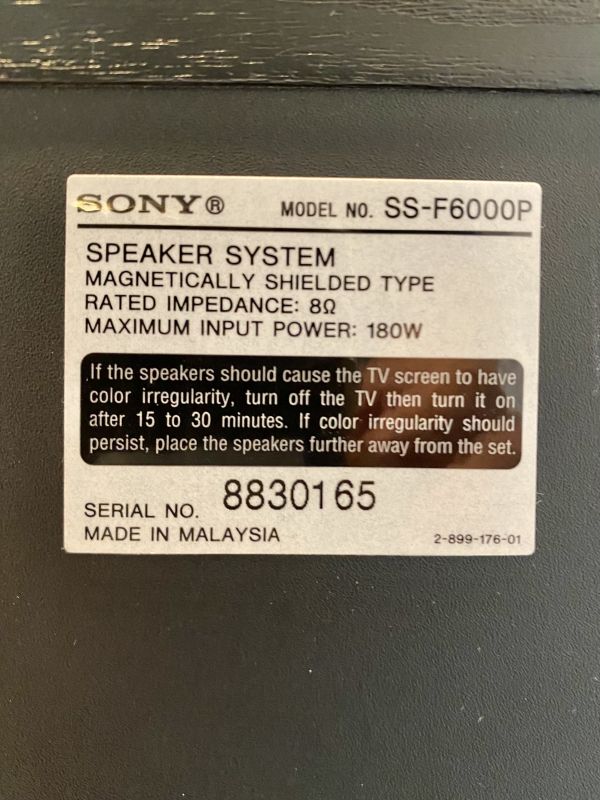 SONY® MODEL NO. SS-F6000P
SPEAKER SYSTEM
MAGNETICALLY SHIELDED TYPE
RATED IMPEDANCE: 8Ω
MAXIMUM INPUT POWER: 180W
If the speakers should cause the TV screen to have
color irregularity, turn off the TV then turn it on
after 15 to 30 minutes. If color irregularity should
persist, place the speakers further away from the set.
SERIAL NO. 8830165
MADE IN MALAYSIA 2-899-176-01